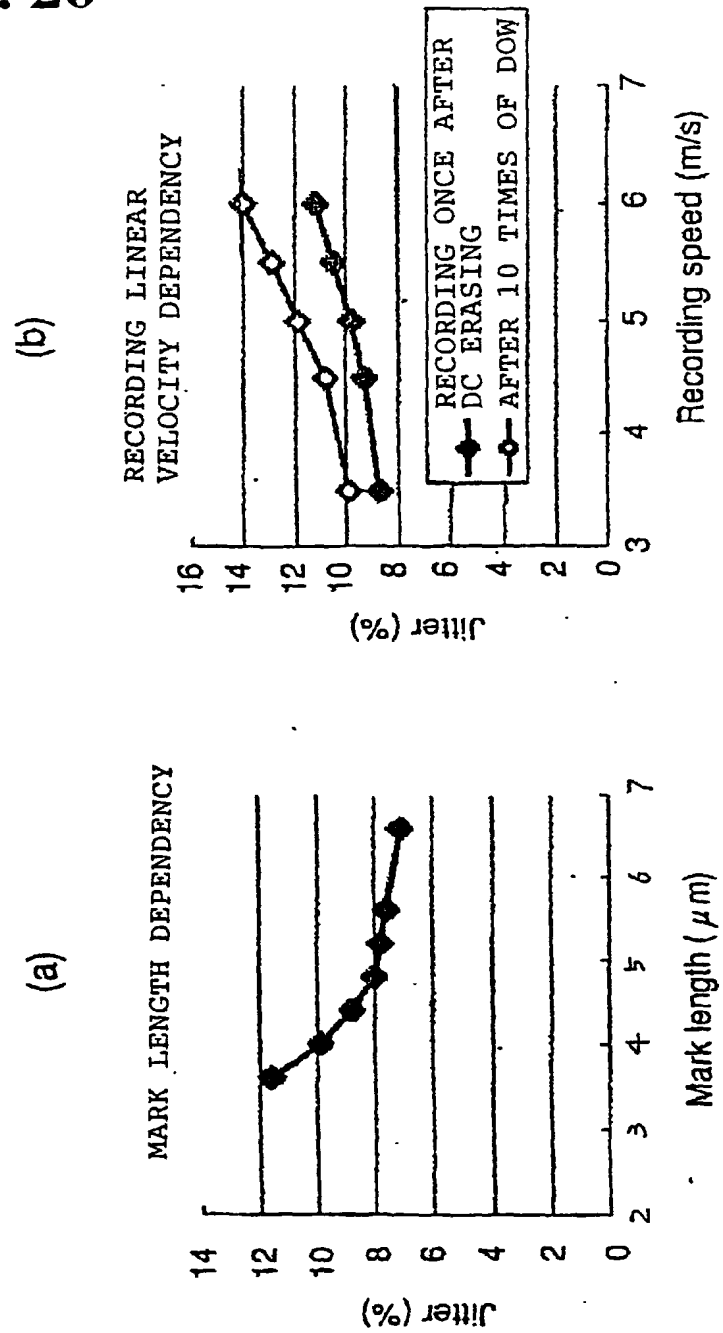 (a)
MARK LENGTH DEPENDENCY
14
12
10
8
6
4
2
0
Jitter (%)
2 3 4 5 6 7
Mark length (μm)
(b)
RECORDING LINEAR
VELOCITY DEPENDENCY
16
14
12
10
8
6
4
2
0
Jitter (%)
RECORDING ONCE AFTER
DC ERASING
AFTER 10 TIMES OF DOW
3 4 5 6 7
Recording speed (m/s)